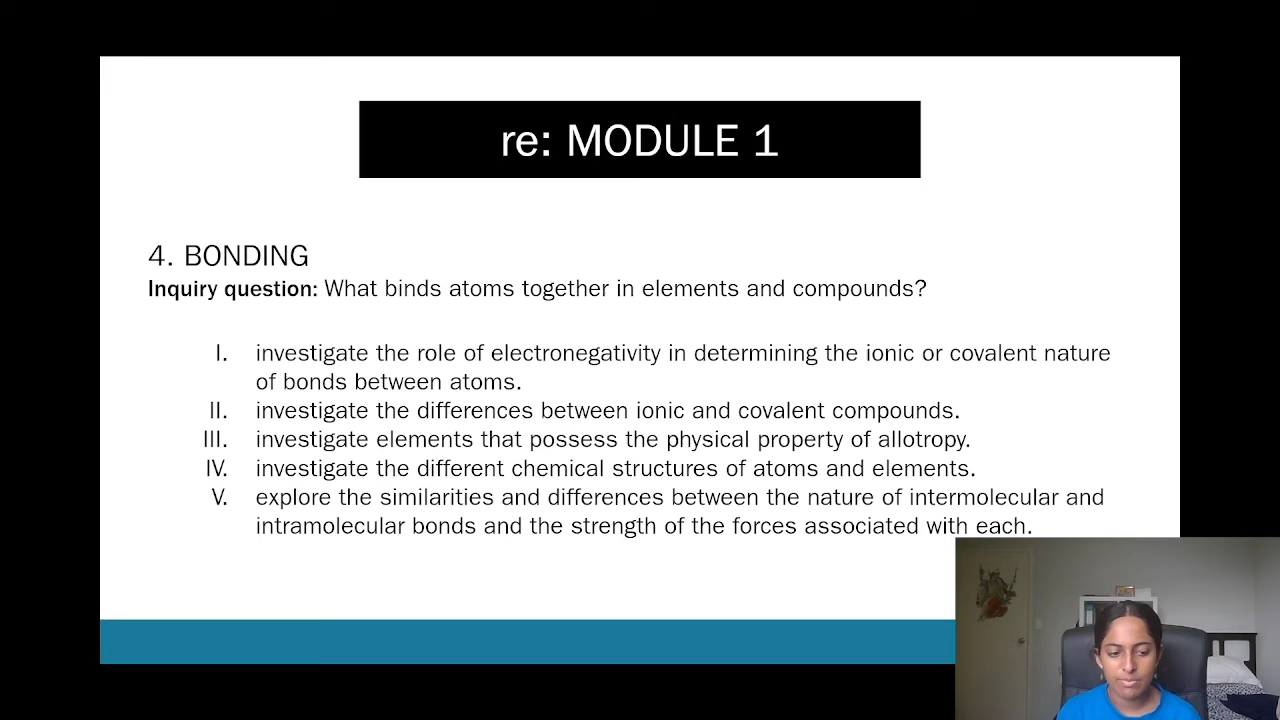 re: MODULE 1
4. BONDING
Inquiry question: What binds atoms together in elements and compounds?
I. investigate the role of electronegativity in determining the ionic or covalent nature
of bonds between atoms.
II. investigate the differences between ionic and covalent compounds.
III. investigate elements that possess the physical property of allotropy.
IV. investigate the different chemical structures of atoms and elements.
V. explore the similarities and differences between the nature of intermolecular and
intramolecular bonds and the strength of the forces associated with each.